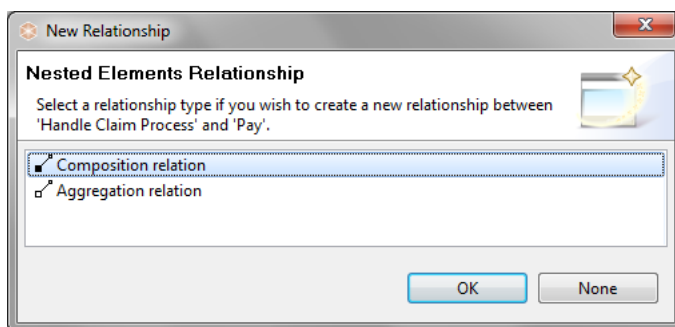 New Relationship
Nested Elements Relationship
Select a relationship type if you wish to create a new relationship between
'Handle Claim Process' and 'Pay'.
Composition relation
Aggregation relation
OK
None